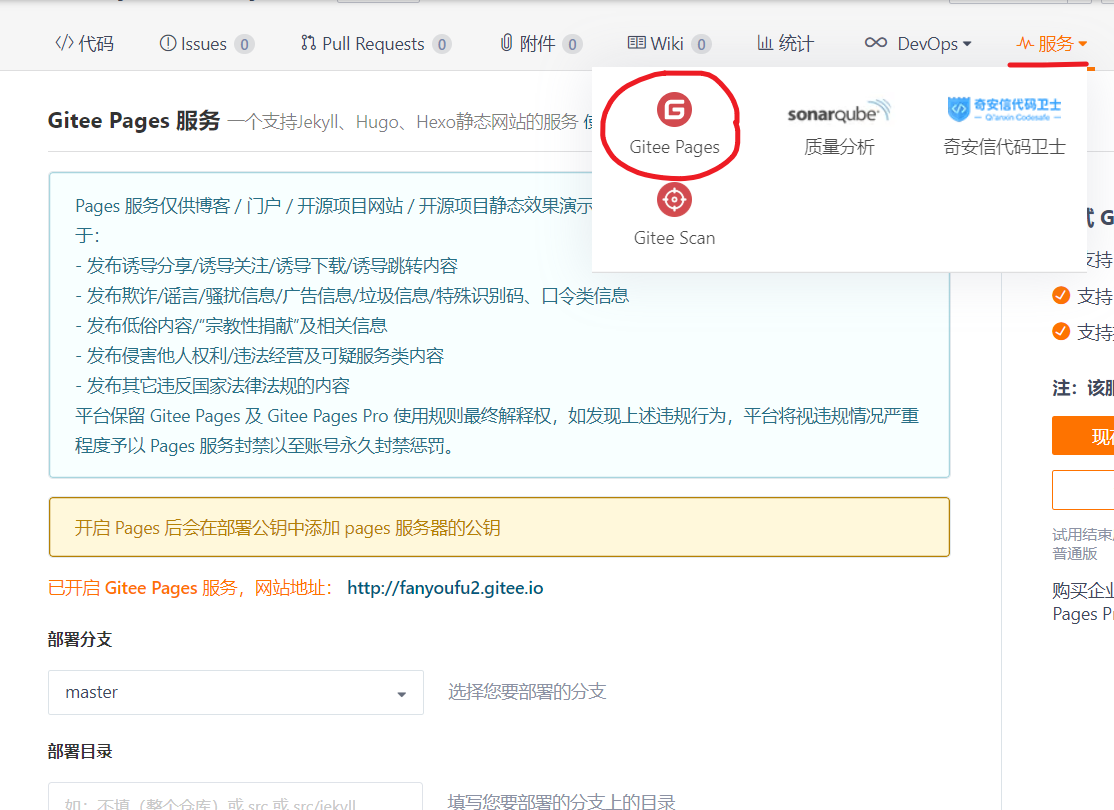 代码
Issues 0
Pull Requests 0
附件 0
Wiki 0
统计
DevOps
服务
Gitee Pages
sonarqube
质量分析
奇安信代码卫士
Qi'anxin Codesafe
奇安信代码卫士
Gitee Scan
Gitee Pages 服务 一个支持Jekyll、Hugo、Hexo静态网站的服务
Pages 服务仅供博客 / 门户 / 开源项目网站 / 开源项目静态效果演示
于：
- 发布诱导分享/诱导关注/诱导下载/诱导跳转内容
- 发布欺诈/谣言/骚扰信息/广告信息/垃圾信息/特殊识别码、口令类信息
- 发布低俗内容/“宗教性捐献”及相关信息
- 发布侵害他人权利/违法经营及可疑服务类内容
- 发布其它违反国家法律法规的内容
平台保留 Gitee Pages 及 Gitee Pages Pro 使用规则最终解释权，如发现上述违规行为，平台将视违规情况严重
程度予以 Pages 服务封禁以至账号永久封禁惩罚。
开启 Pages 后会在部署公钥中添加 pages 服务器的公钥
已开启 Gitee Pages 服务，网站地址： http://fanyoufu2.gitee.io
部署分支
master
选择您要部署的分支
部署目录
如：不填（整个仓库）或 src 或 src/jekyll
填写您要部署的分支上的目录
G
支持
支持
支持
注：该服
现在
试用结束，
普通版
购买企业
Pages P